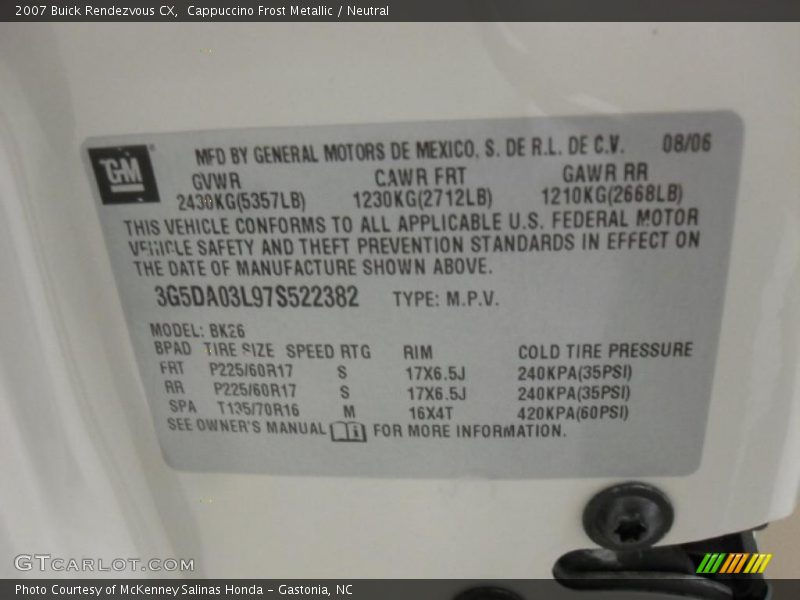 2007 Buick Rendezvous CX, Cappuccino Frost Metallic / Neutral
GM
MFD BY GENERAL MOTORS DE MEXICO, S. DE R.L. DE C.V. 08/06
GVWR GAWR FRT GAWR RR
2430KG(5357LB) 1230KG(2712LB) 1210KG(2668LB)
THIS VEHICLE CONFORMS TO ALL APPLICABLE U.S. FEDERAL MOTOR
VEHICLE SAFETY AND THEFT PREVENTION STANDARDS IN EFFECT ON
THE DATE OF MANUFACTURE SHOWN ABOVE.
3G5DA03L97S522382 TYPE: M.P.V.
MODEL: BK26
BPAD TIRE SIZE SPEED RTG RIM COLD TIRE PRESSURE
FRT P225/60R17 S 17X6.5J 240KPA(35PSI)
RR P225/60R17 S 17X6.5J 240KPA(35PSI)
SPA T135/70R16 M 16X4T 420KPA(60PSI)
SEE OWNER'S MANUAL i FOR MORE INFORMATION.
GTCARLOT.COM
Photo Courtesy of McKenney Salinas Honda - Gastonia, NC